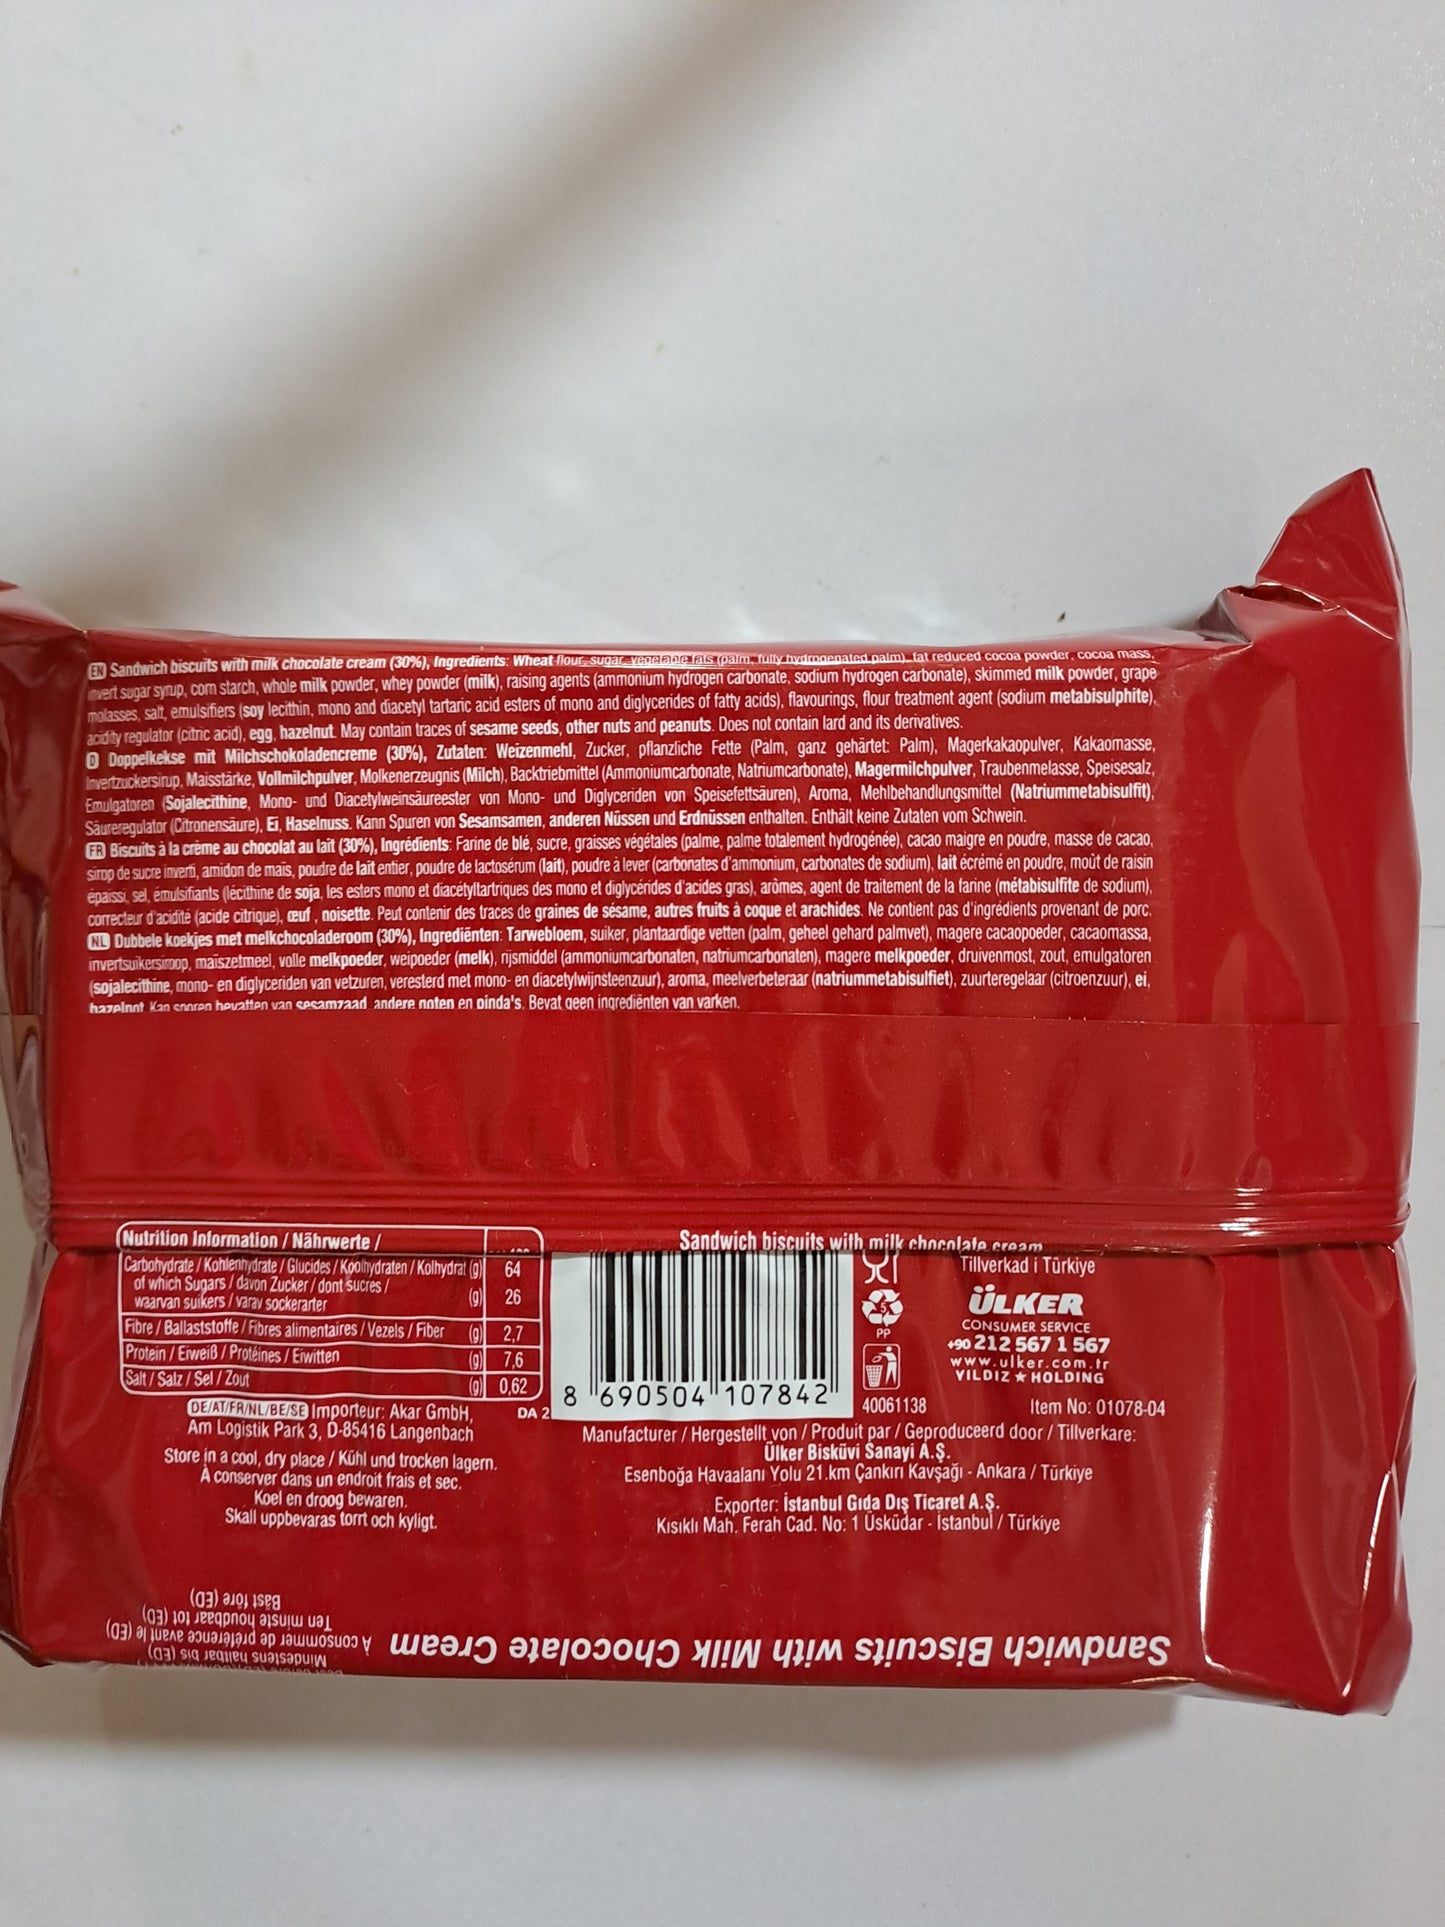 EN Sandwich biscuits with milk chocolate cream (30%), Ingredients: Wheat flour, sugar, vegetable fats (palm, fully hydrogenated palm), fat reduced cocoa powder, cocoa mass,
invert sugar syrup, corn starch, whole milk powder, whey powder (milk), raising agents (ammonium hydrogen carbonate, sodium hydrogen carbonate), skimmed milk powder, grape
molasses, salt, emulsifiers (soy lecithin, mono and diacetyl tartaric acid esters of mono and diglycerides of fatty acids), flavourings, flour treatment agent (sodium metabisulphite),
acidity regulator (citric acid), egg, hazelnut. May contain traces of sesame seeds, other nuts and peanuts. Does not contain lard and its derivatives.
D Doppelkekse mit Milchschokoladencreme (30%), Zutaten: Weizenmehl, Zucker, pflanzliche Fette (Palm, ganz gehärtet: Palm), Magerkakaopulver, Kakaomasse,
Invertzuckersirup, Maisstärke, Vollmilchpulver, Molkenerzeugnis (Milch), Backtriebmittel (Ammoniumcarbonate, Natriumcarbonate), Magermilchpulver, Traubenmelasse, Speisesalz,
Emulgatoren (Sojalecithine, Mono- und Diacetylweinsäureester von Mono- und Diglyceriden von Speisefettsäuren), Aroma, Mehlbehandlungsmittel (Natriummetabisulfit),
Säureregulator (Citronensäure), Ei, Haselnuss. Kann Spuren von Sesamsamen, anderen Nüssen und Erdnüssen enthalten. Enthält keine Zutaten vom Schwein.
FR Biscuits à la crème au chocolat au lait (30%), Ingrédients: Farine de blé, sucre, graisses végétales (palme, palme totalement hydrogénée), cacao maigre en poudre, masse de cacao,
sirop de sucre inverti, amidon de maïs, poudre de lait entier, poudre de lactosérum (lait), poudre à lever (carbonates d'ammonium, carbonates de sodium), lait écrémé en poudre, moût de raisin
épaissi, sel, émulsifiants (lécithine de soja, les esters mono et diacétyltartriques des mono et diglycérides d'acides gras), arômes, agent de traitement de la farine (métabisulfite de sodium),
correcteur d'acidité (acide citrique), œuf , noisette. Peut contenir des traces de graines de sésame, autres fruits à coque et arachides. Ne contient pas d'ingrédients provenant de porc.
NL Dubbele koekjes met melkchocoladeroom (30%), Ingrediënten: Tarwebloem, suiker, plantaardige vetten (palm, geheel gehard palmvet), magere cacaopoeder, cacaomassa,
invertsuikersiroop, maïszetmeel, volle melkpoeder, weipoeder (melk), rijsmiddel (ammoniumcarbonaten, natriumcarbonaten), magere melkpoeder, druivenmost, zout, emulgatoren
(sojalecithine, mono- en diglyceriden van vetzuren, veresterd met mono- en diacetylwijnsteenzuur), aroma, meelverbeteraar (natriummetabisulfiet), zuurteregelaar (citroenzuur), ei,
hazelnoot. Kan sporen bevatten van sesamzaad, andere noten en pinda's. Bevat geen ingrediënten van varken.
Nutrition Information / Nährwerte /
Carbohydrate / Kohlenhydrate / Glucides / Koolhydraten / Kolhydrat (g) 64
of which Sugars / davon Zucker / dont sucres /
waarvan suikers / varav sockerarter (g) 26
Fibre / Ballaststoffe / Fibres alimentaires / Vezels / Fiber (g) 2,7
Protein / Eiweiß / Protéines / Eiwitten (g) 7,6
Salt / Salz / Sel / Zout (g) 0,62
DE/AT/FR/NL/BE/SE Importeur: Akar GmbH,
Am Logistik Park 3, D-85416 Langenbach
DA 2
Store in a cool, dry place / Kühl und trocken lagern.
À conserver dans un endroit frais et sec.
Koel en droog bewaren.
Skall uppbevaras torrt och kyligt.
Sandwich biscuits with milk chocolate cream
8 690504 107842
5
PP
40061138
Tillverkad i Türkiye
ÜLKER
CONSUMER SERVICE
+90 212 567 1 567
www.ulker.com.tr
YILDIZ ★ HOLDING
Item No: 01078-04
Manufacturer / Hergestellt von / Produit par / Geproduceerd door / Tillverkare:
Ülker Bisküvi Sanayi A.Ş.
Esenboğa Havaalanı Yolu 21.km Çankırı Kavşağı - Ankara / Türkiye
Exporter: İstanbul Gıda Dış Ticaret A.Ş.
Kısıklı Mah. Ferah Cad. No: 1 Üsküdar - İstanbul / Türkiye
Sandwich Biscuits with Milk Chocolate Cream
Mindestens haltbar bis (ED)
À consommer de préférence avant le (ED)
Ten minste houdbaar tot (ED)
Bäst före (ED)